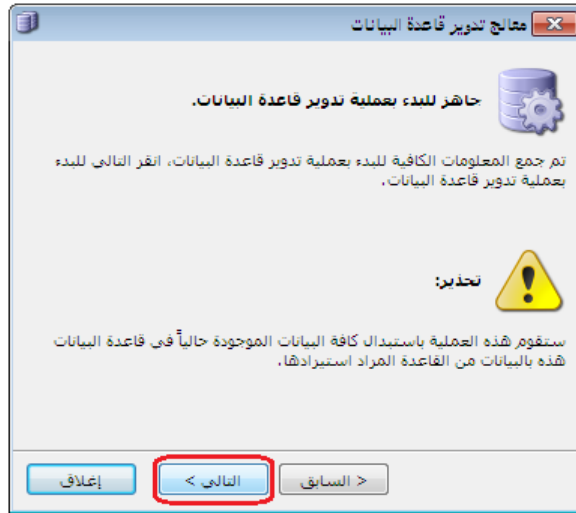 معالج تدوير قاعدة البيانات
جاهز للبدء بعملية تدوير قاعدة البيانات.
تم جمع المعلومات الكافية للبدء بعملية تدوير قاعدة البيانات، انقر التالي للبدء
بعملية تدوير قاعدة البيانات.
تحذير:
ستقوم هذه العملية باستبدال كافة البيانات الموجودة حالياً في قاعدة البيانات
هذه بالبيانات من القاعدة المراد استيرادها.
< السابق
التالي >
إغلاق